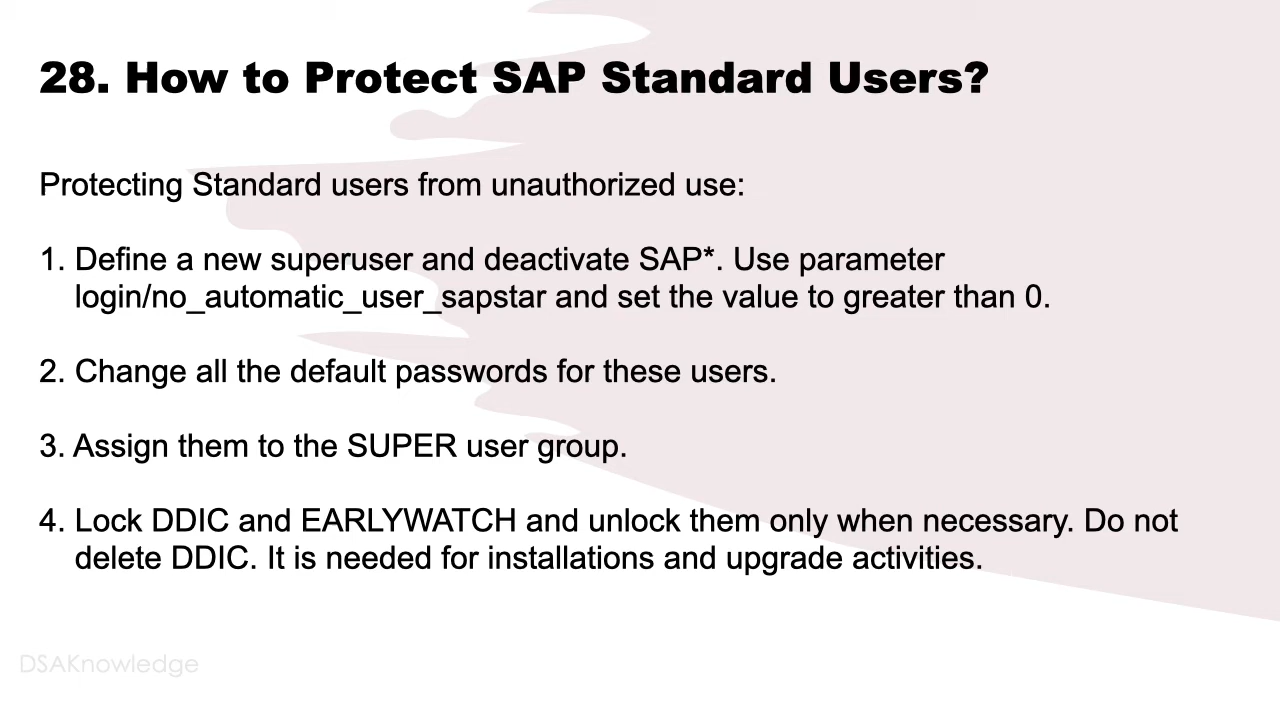 28. How to Protect SAP Standard Users?
Protecting Standard users from unauthorized use:
1. Define a new superuser and deactivate SAP*. Use parameter
login/no_automatic_user_sapstar and set the value to greater than 0.
2. Change all the default passwords for these users.
3. Assign them to the SUPER user group.
4. Lock DDIC and EARLYWATCH and unlock them only when necessary. Do not
delete DDIC. It is needed for installations and upgrade activities.
DSAKnowledge